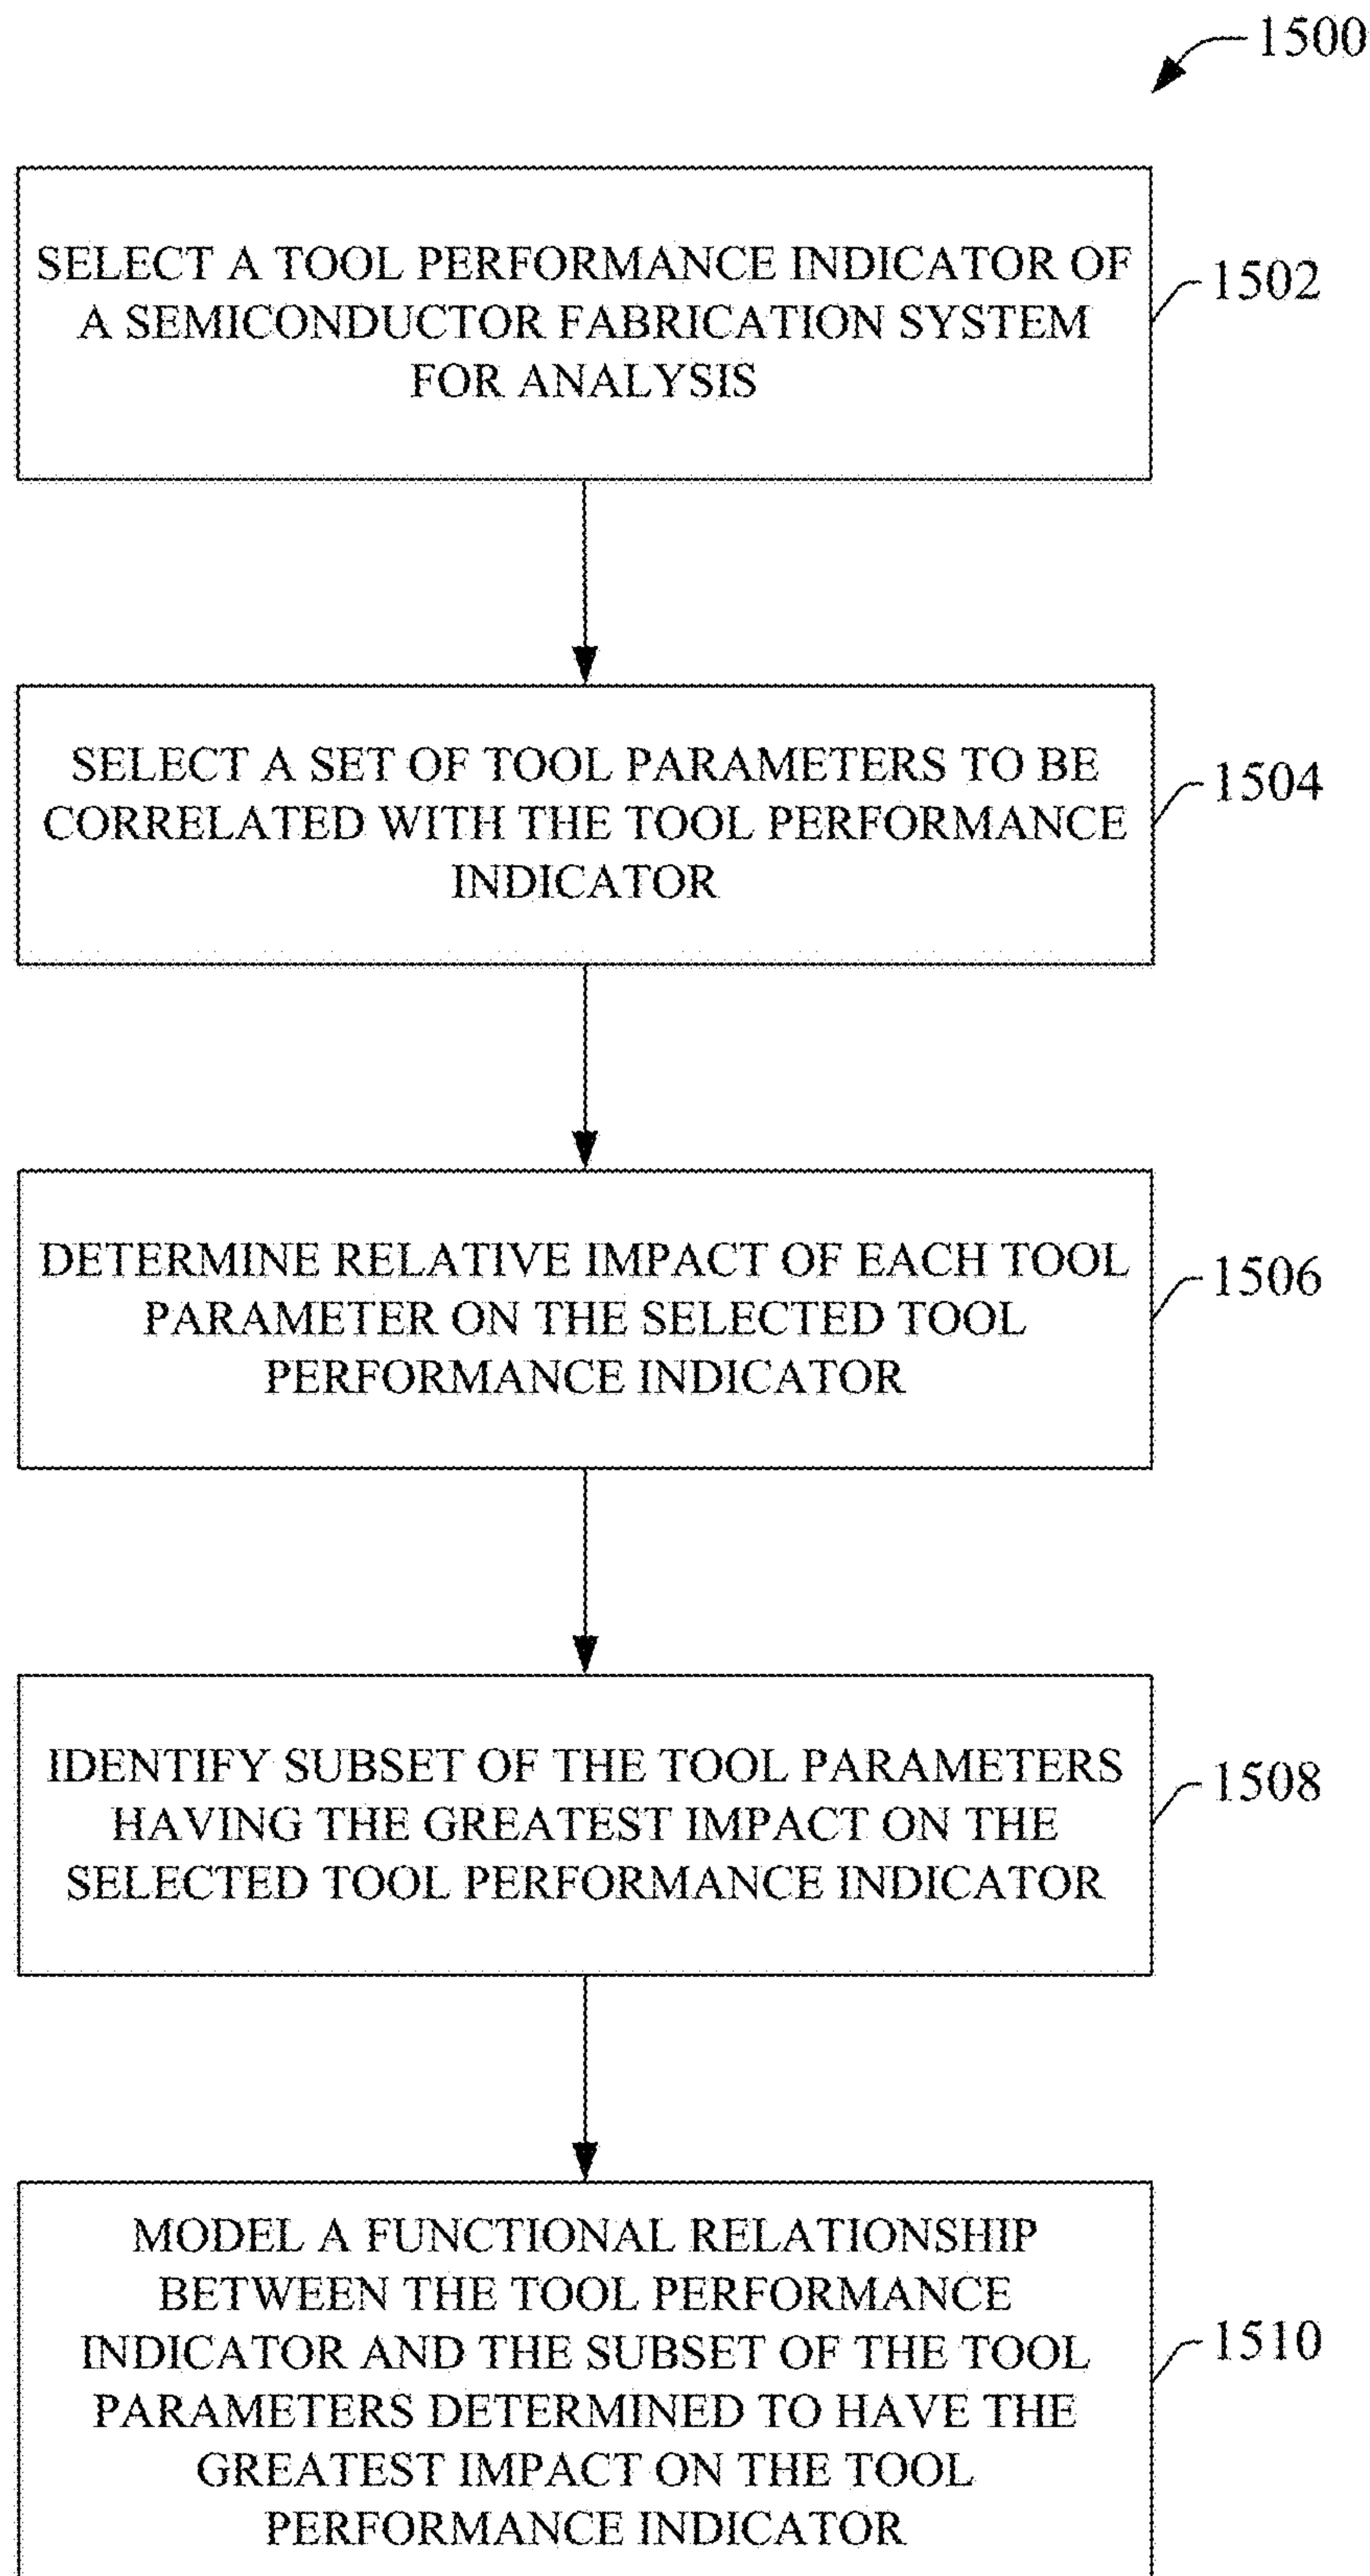 1500
SELECT A TOOL PERFORMANCE INDICATOR OF
A SEMICONDUCTOR FABRICATION SYSTEM
FOR ANALYSIS
1502
SELECT A SET OF TOOL PARAMETERS TO BE
CORRELATED WITH THE TOOL PERFORMANCE
INDICATOR
1504
DETERMINE RELATIVE IMPACT OF EACH TOOL
PARAMETER ON THE SELECTED TOOL
PERFORMANCE INDICATOR
1506
IDENTIFY SUBSET OF THE TOOL PARAMETERS
HAVING THE GREATEST IMPACT ON THE
SELECTED TOOL PERFORMANCE INDICATOR
1508
MODEL A FUNCTIONAL RELATIONSHIP
BETWEEN THE TOOL PERFORMANCE
INDICATOR AND THE SUBSET OF THE TOOL
PARAMETERS DETERMINED TO HAVE THE
GREATEST IMPACT ON THE TOOL
PERFORMANCE INDICATOR
1510